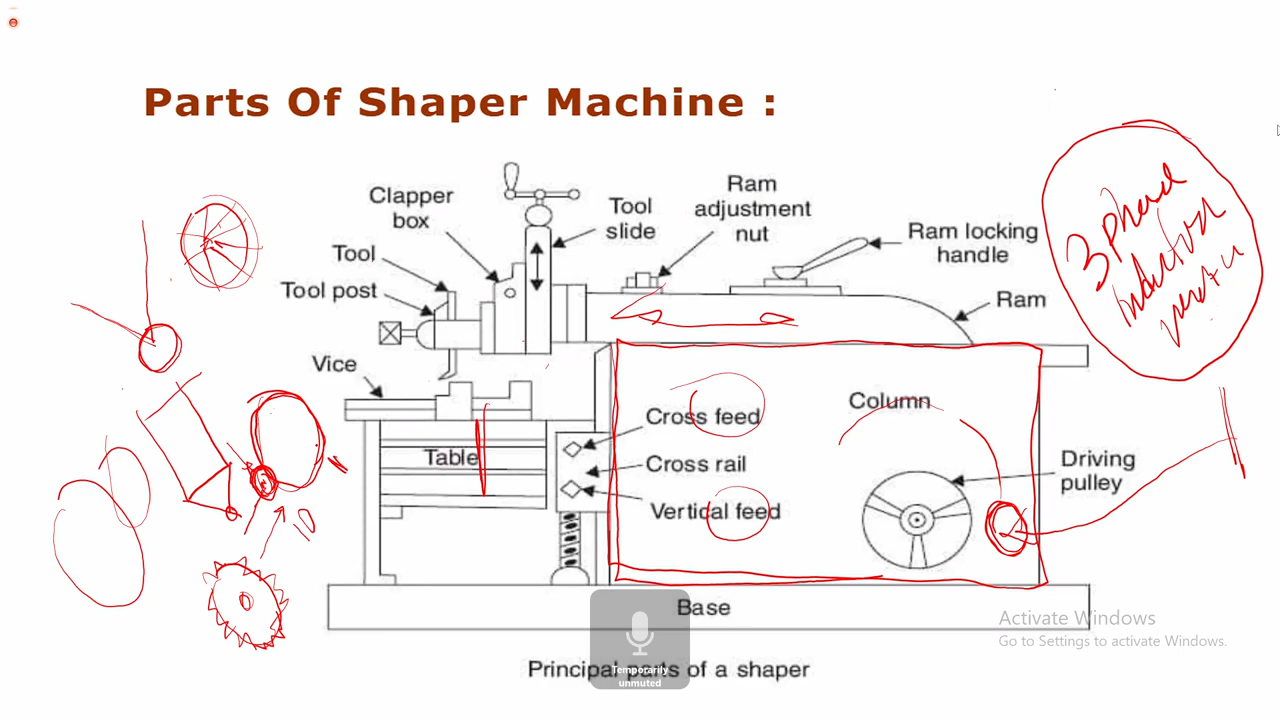 Parts Of Shaper Machine :
Clapper
box
Tool
slide
Ram
adjustment
nut
Ram locking
handle
Tool
Tool post
Ram
Vice
3 phase
Cross feed
Column
Table
Cross rail
Driving
pulley
Vertical feed
10
Base
Activate Windows
Go to Settings to activate Windows.
Temporarily
unmuted
Principal parts of a shaper